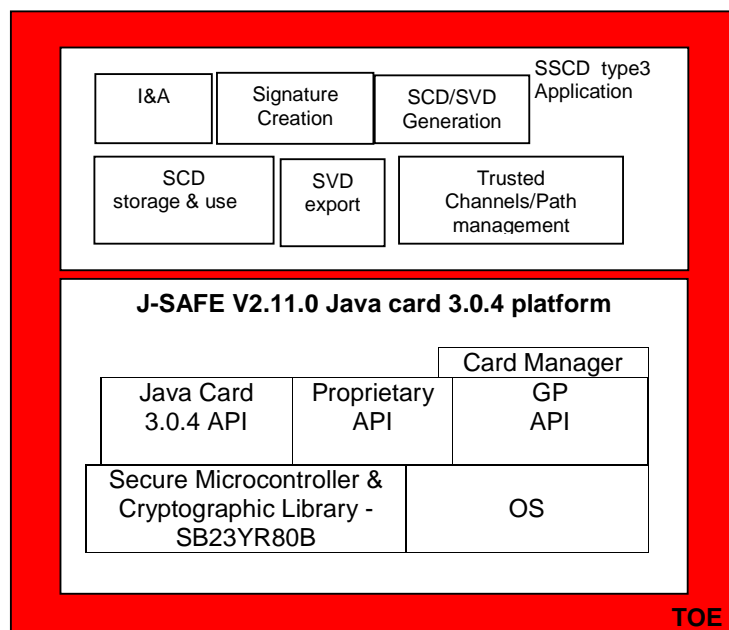 SSCD type3
Application
I&A
Signature
Creation
SCD/SVD
Generation
SCD
storage & use
SVD
export
Trusted
Channels/Path
management
J-SAFE V2.11.0 Java card 3.0.4 platform
Card Manager
Java Card
3.0.4 API
Proprietary
API
GP
API
Secure Microcontroller &
Cryptographic Library -
SB23YR80B
OS
TOE